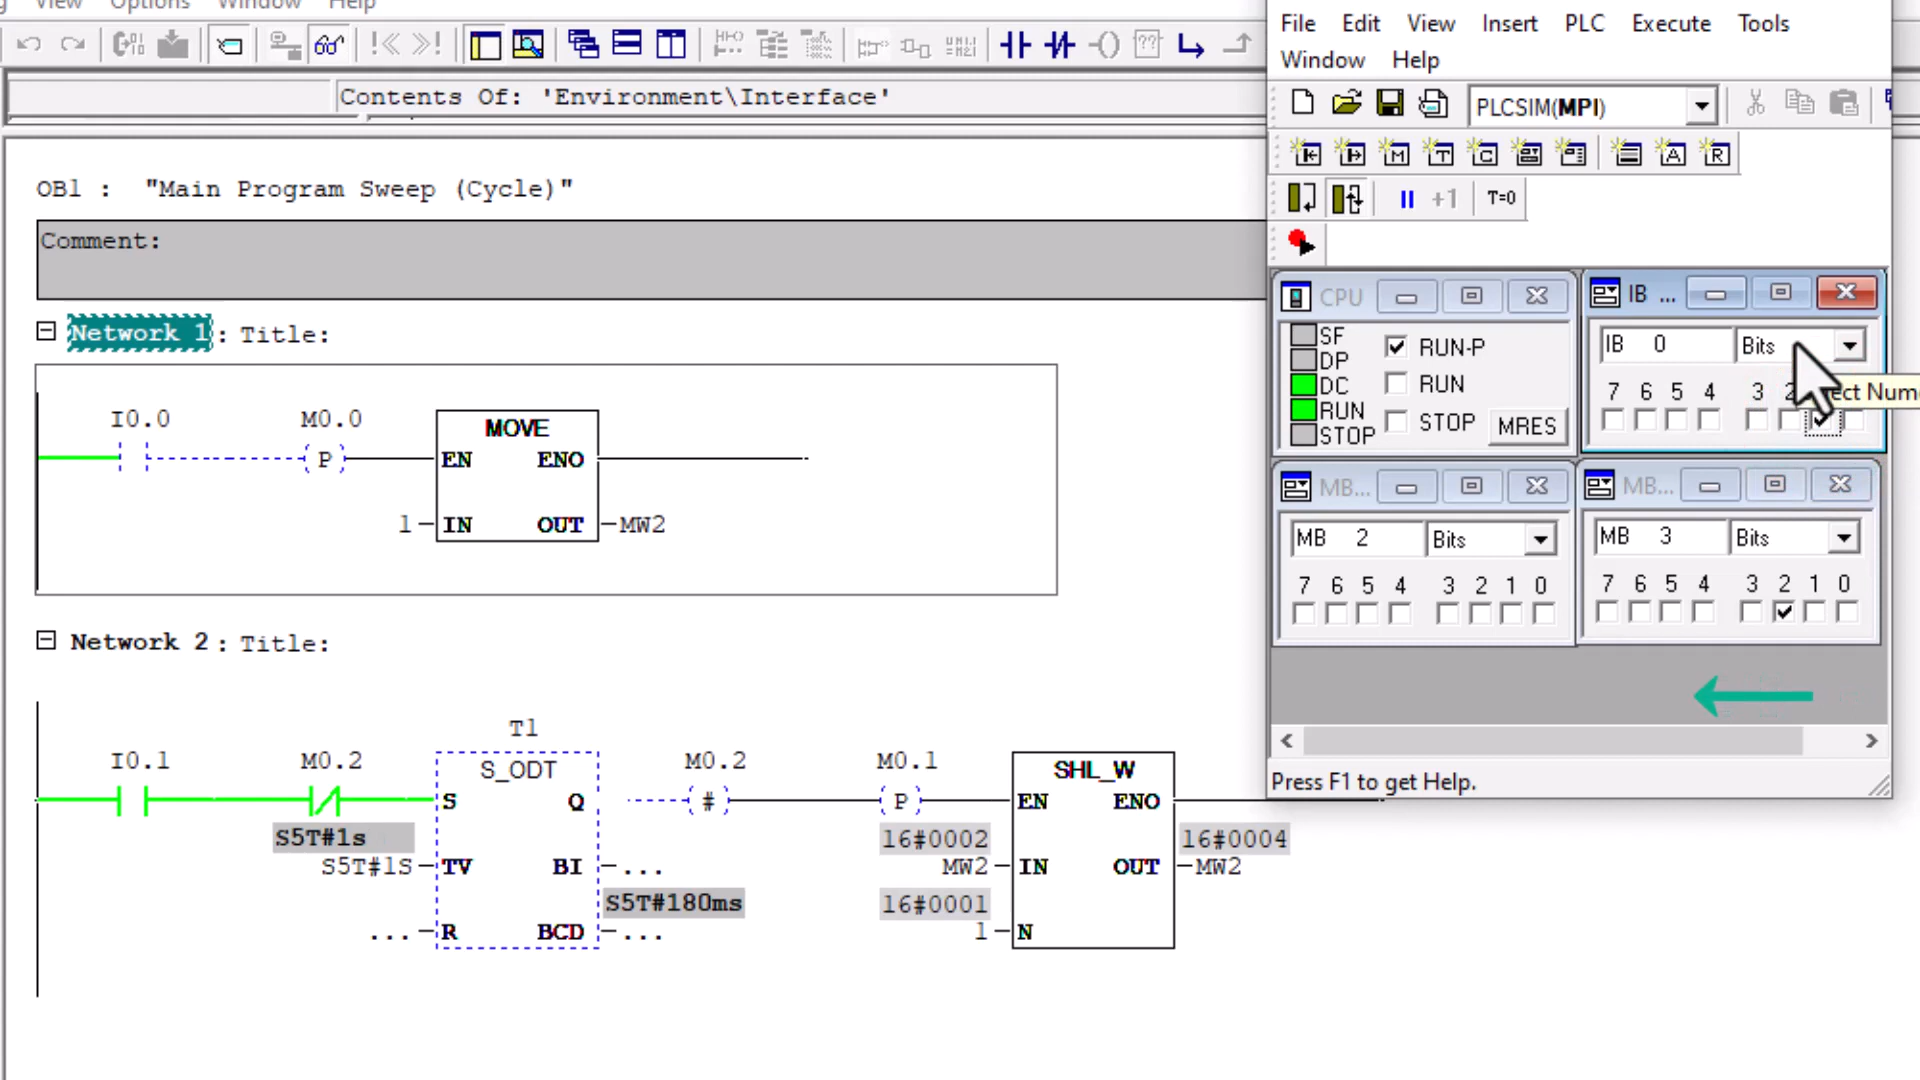 View Options Window Help
Contents Of: 'Environment\Interface'
OB1 : "Main Program Sweep (Cycle)"
Comment:
Network 1 : Title:
I0.0 M0.0
MOVE
P EN ENO
1 IN OUT MW2
Network 2 : Title:
T1
I0.1 M0.2 S_ODT M0.2 M0.1 SHL_W
S Q # P EN ENO
S5T#1s 16#0002 16#0004
S5T#1S TV BI ... MW2 IN OUT MW2
S5T#180ms 16#0001
... R BCD ... 1 N
File Edit View Insert PLC Execute Tools
Window Help
PLCSIM(MPI)
M T C A R
+1 T=0
CPU
SF
DP
DC
RUN
STOP
RUN-P
RUN
STOP MRES
IB ...
IB 0 Bits
7 6 5 4 3 2
ect Num
MB...
MB 2 Bits
7 6 5 4 3 2 1 0
MB...
MB 3 Bits
7 6 5 4 3 2 1 0
Press F1 to get Help.